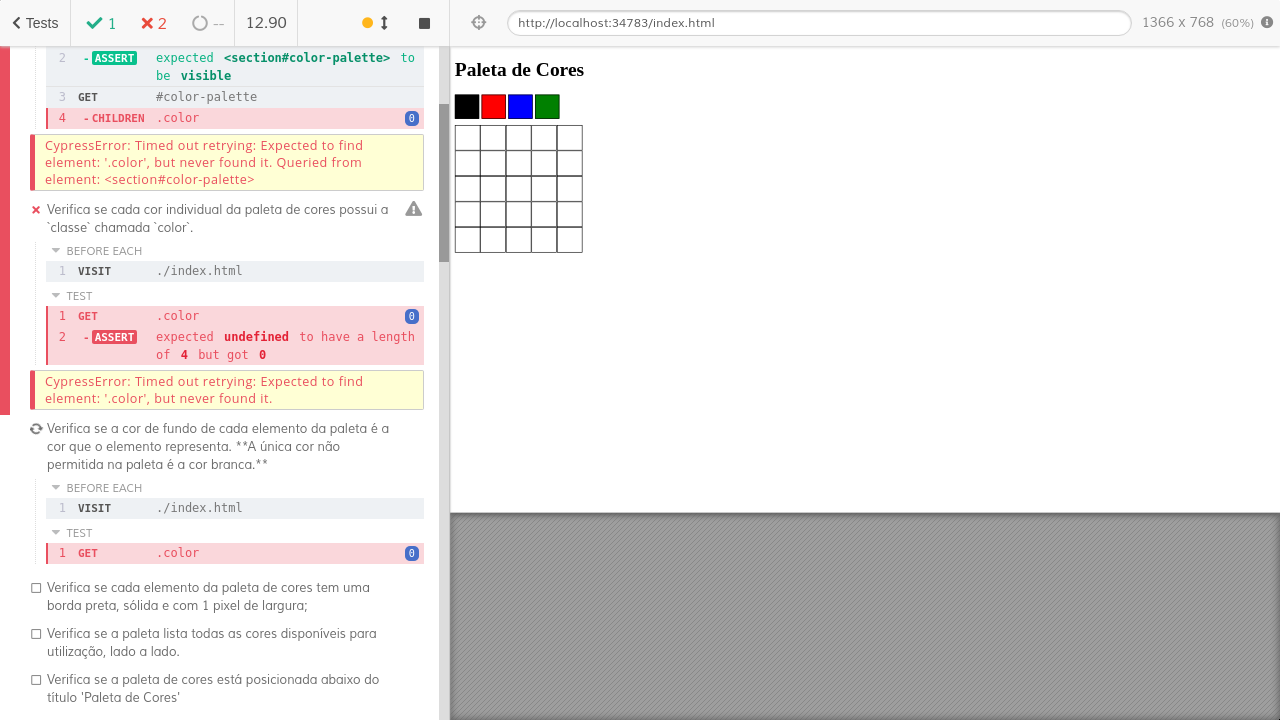 Tests
1
2
--
12.90
http://localhost:34783/index.html
1366 x 768 (60%)
2 - ASSERT expected <section#color-palette> to
be visible
3 GET #color-palette
4 - CHILDREN .color 0
CypressError: Timed out retrying: Expected to find
element: '.color', but never found it. Queried from
element: <section#color-palette>
Verifica se cada cor individual da paleta de cores possui a
`classe` chamada `color`.
BEFORE EACH
1 VISIT ./index.html
TEST
1 GET .color 0
2 - ASSERT expected undefined to have a length
of 4 but got 0
CypressError: Timed out retrying: Expected to find
element: '.color', but never found it.
Verifica se a cor de fundo de cada elemento da paleta é a
cor que o elemento representa. **A única cor não
permitida na paleta é a cor branca.**
BEFORE EACH
1 VISIT ./index.html
TEST
1 GET .color 0
Verifica se cada elemento da paleta de cores tem uma
borda preta, sólida e com 1 pixel de largura;
Verifica se a paleta lista todas as cores disponíveis para
utilização, lado a lado.
Verifica se a paleta de cores está posicionada abaixo do
título 'Paleta de Cores'
Paleta de Cores